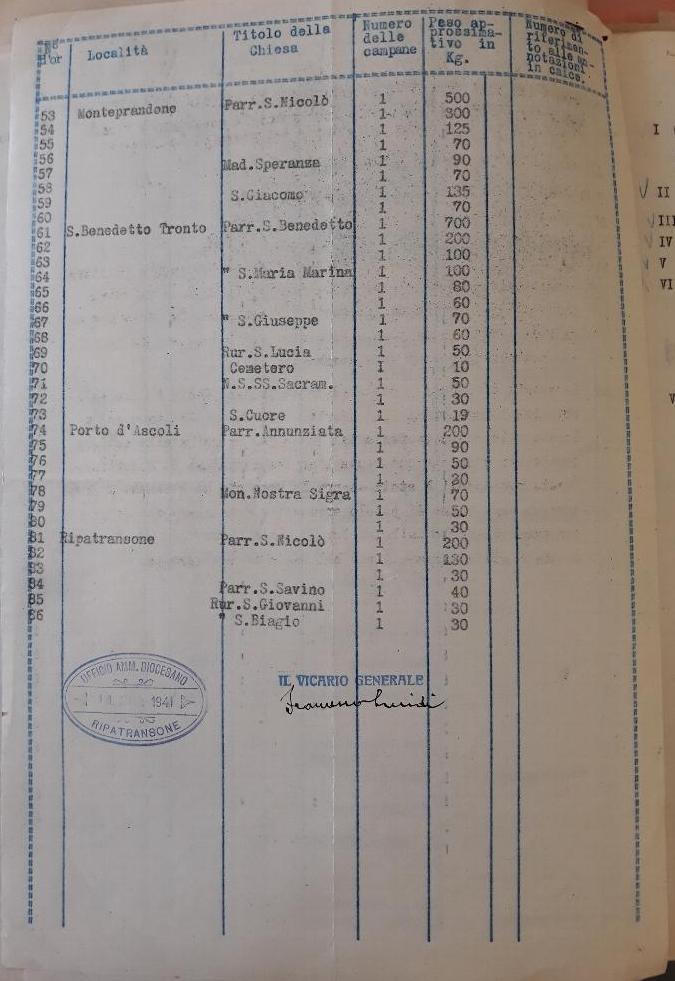 Nº d'or Località Titolo della Chiesa Numero delle campane Peso approssimativo in Kg. Numero di riferimento alle annotazioni in calce.
53 Monteprandone Parr.S.Nicolò 1 500
54 1 300
55 1 125
56 1 70
57 Mad.Speranza 1 90
58 1 70
59 S.Giacomo 1 135
60 1 70
61 S.Benedetto Tronto Parr.S.Benedetto 1 700
62 1 200
63 1 100
64 " S.Maria Marina 1 100
65 1 80
66 1 60
67 " S.Giuseppe 1 70
68 1 60
69 Rur.S.Lucia 1 50
70 Cemetero I 10
71 N.S.SS.Sacram. 1 50
72 1 30
73 S.Cuore 1 19
74 Porto d'Ascoli Parr.Annunziata 1 200
75 1 90
76 1 50
77 1
78 Mon.Nostra Sigra 1 70
79 1 50
80 1 30
81 Ripatransone Parr.S.Nicolò 1 200
82 1 130
83 1 30
84 Parr.S.Savino 1 40
85 Rur.S.Giovanni 1 30
86 " S.Biagio 1 30
UFFICIO AMM. DIOCESANO
1941
RIPATRANSONE
IL VICARIO GENERALE
I
II
III
IV
V
VI